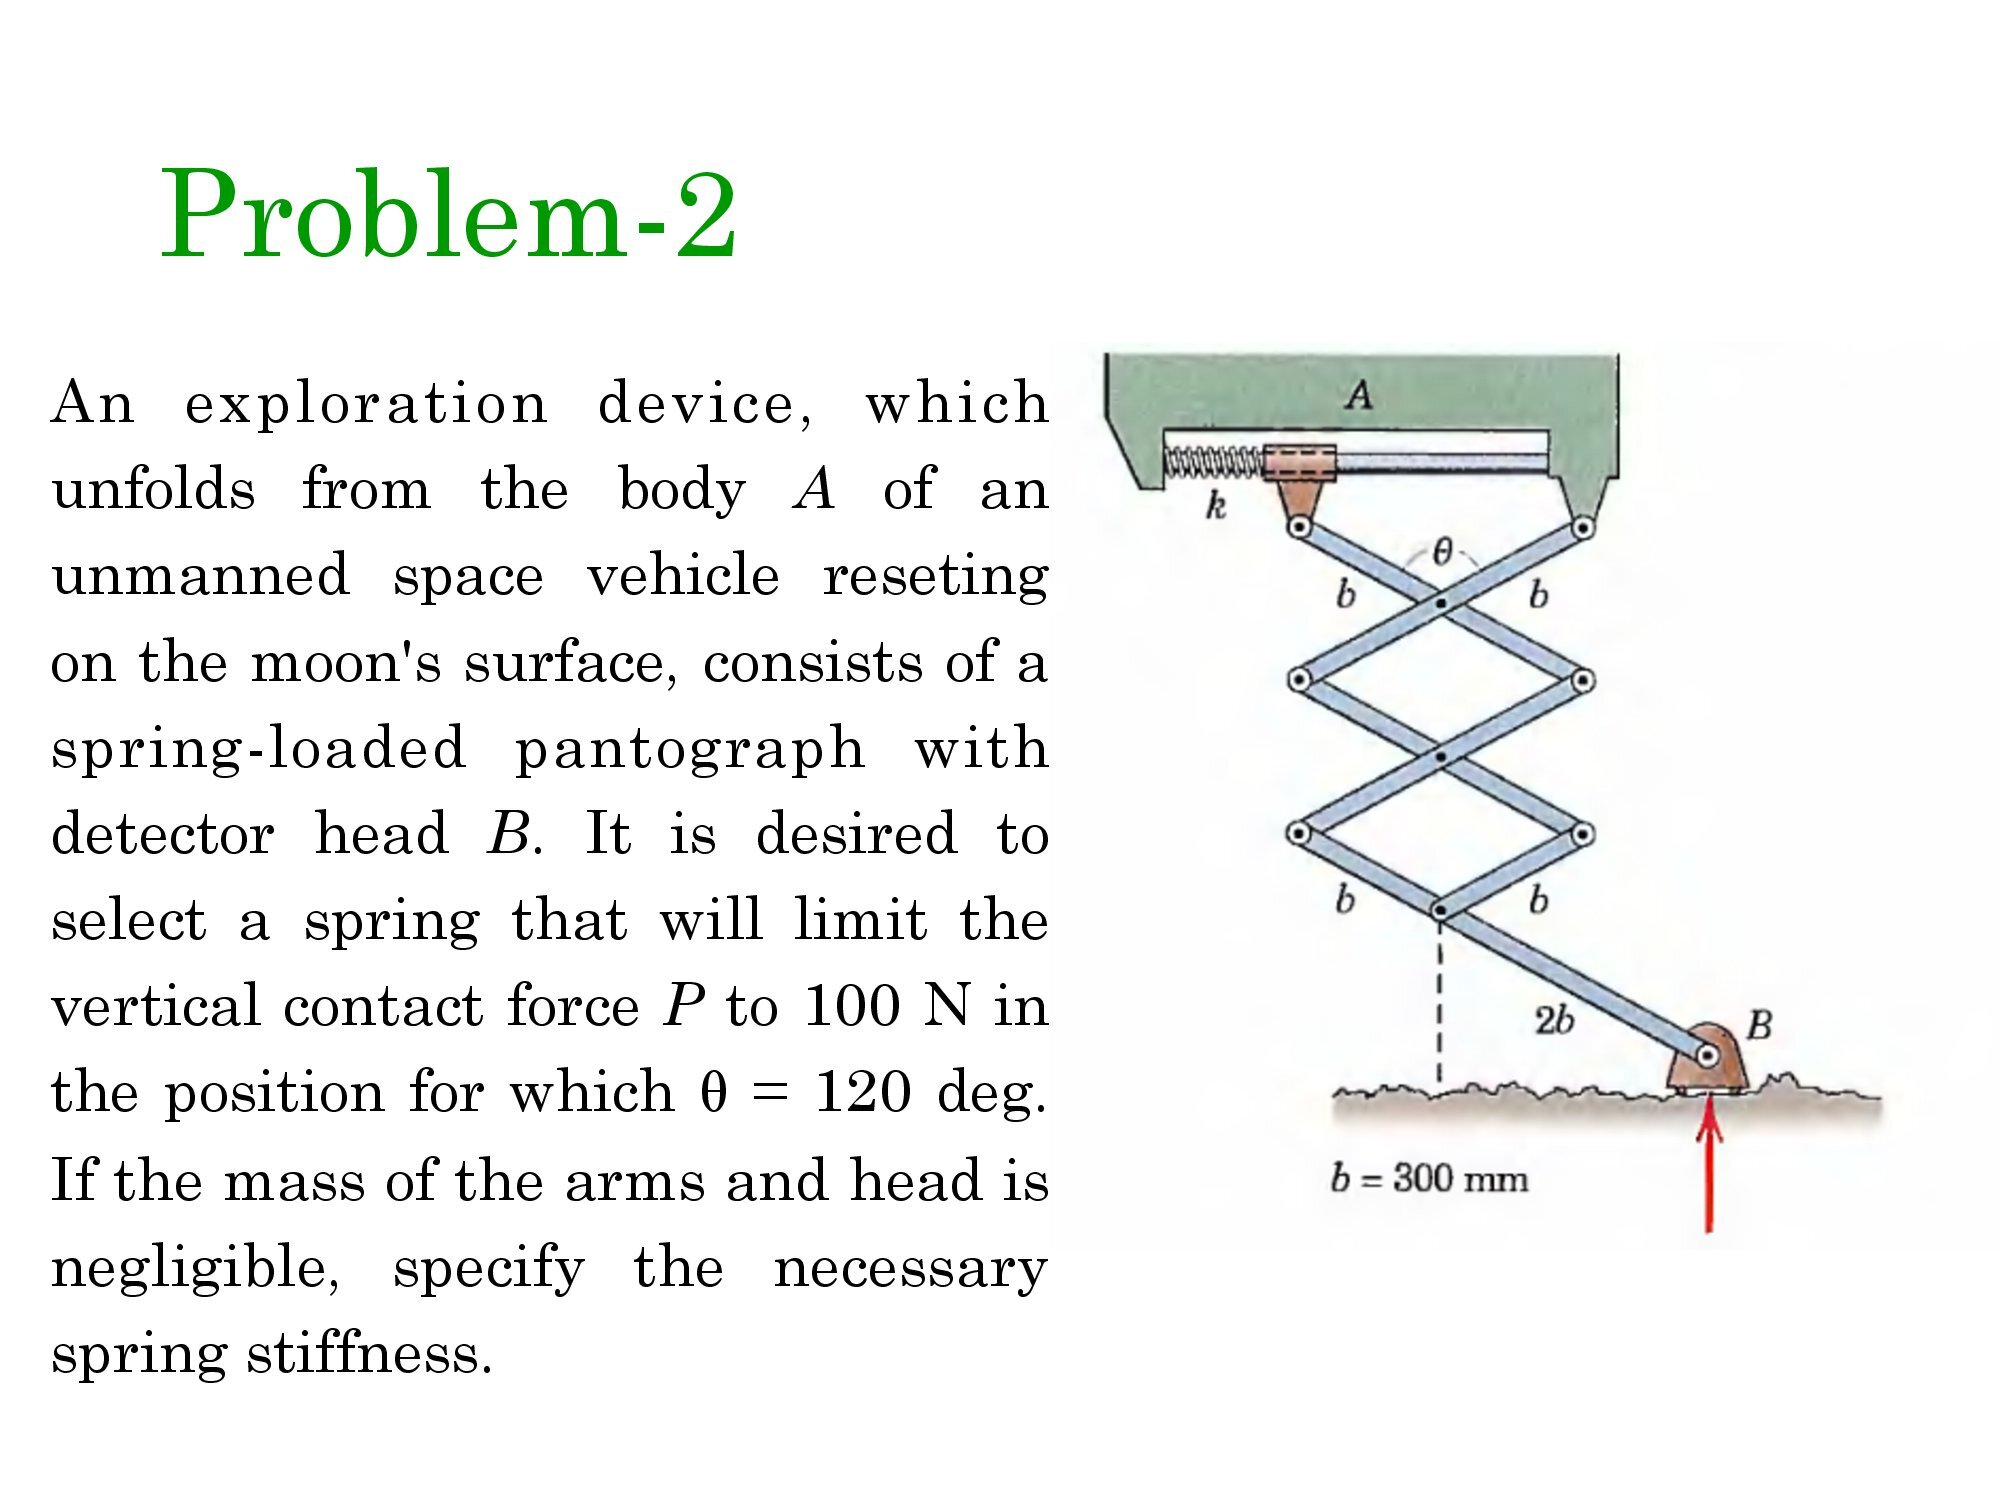 Problem-2
An exploration device, which
unfolds from the body A of an
unmanned space vehicle reseting
on the moon's surface, consists of a
spring-loaded pantograph with
detector head B. It is desired to
select a spring that will limit the
vertical contact force P to 100 N in
the position for which θ = 120 deg.
If the mass of the arms and head is
negligible, specify the necessary
spring stiffness.
A
k
θ
b
b
b
b
2b
B
b = 300 mm